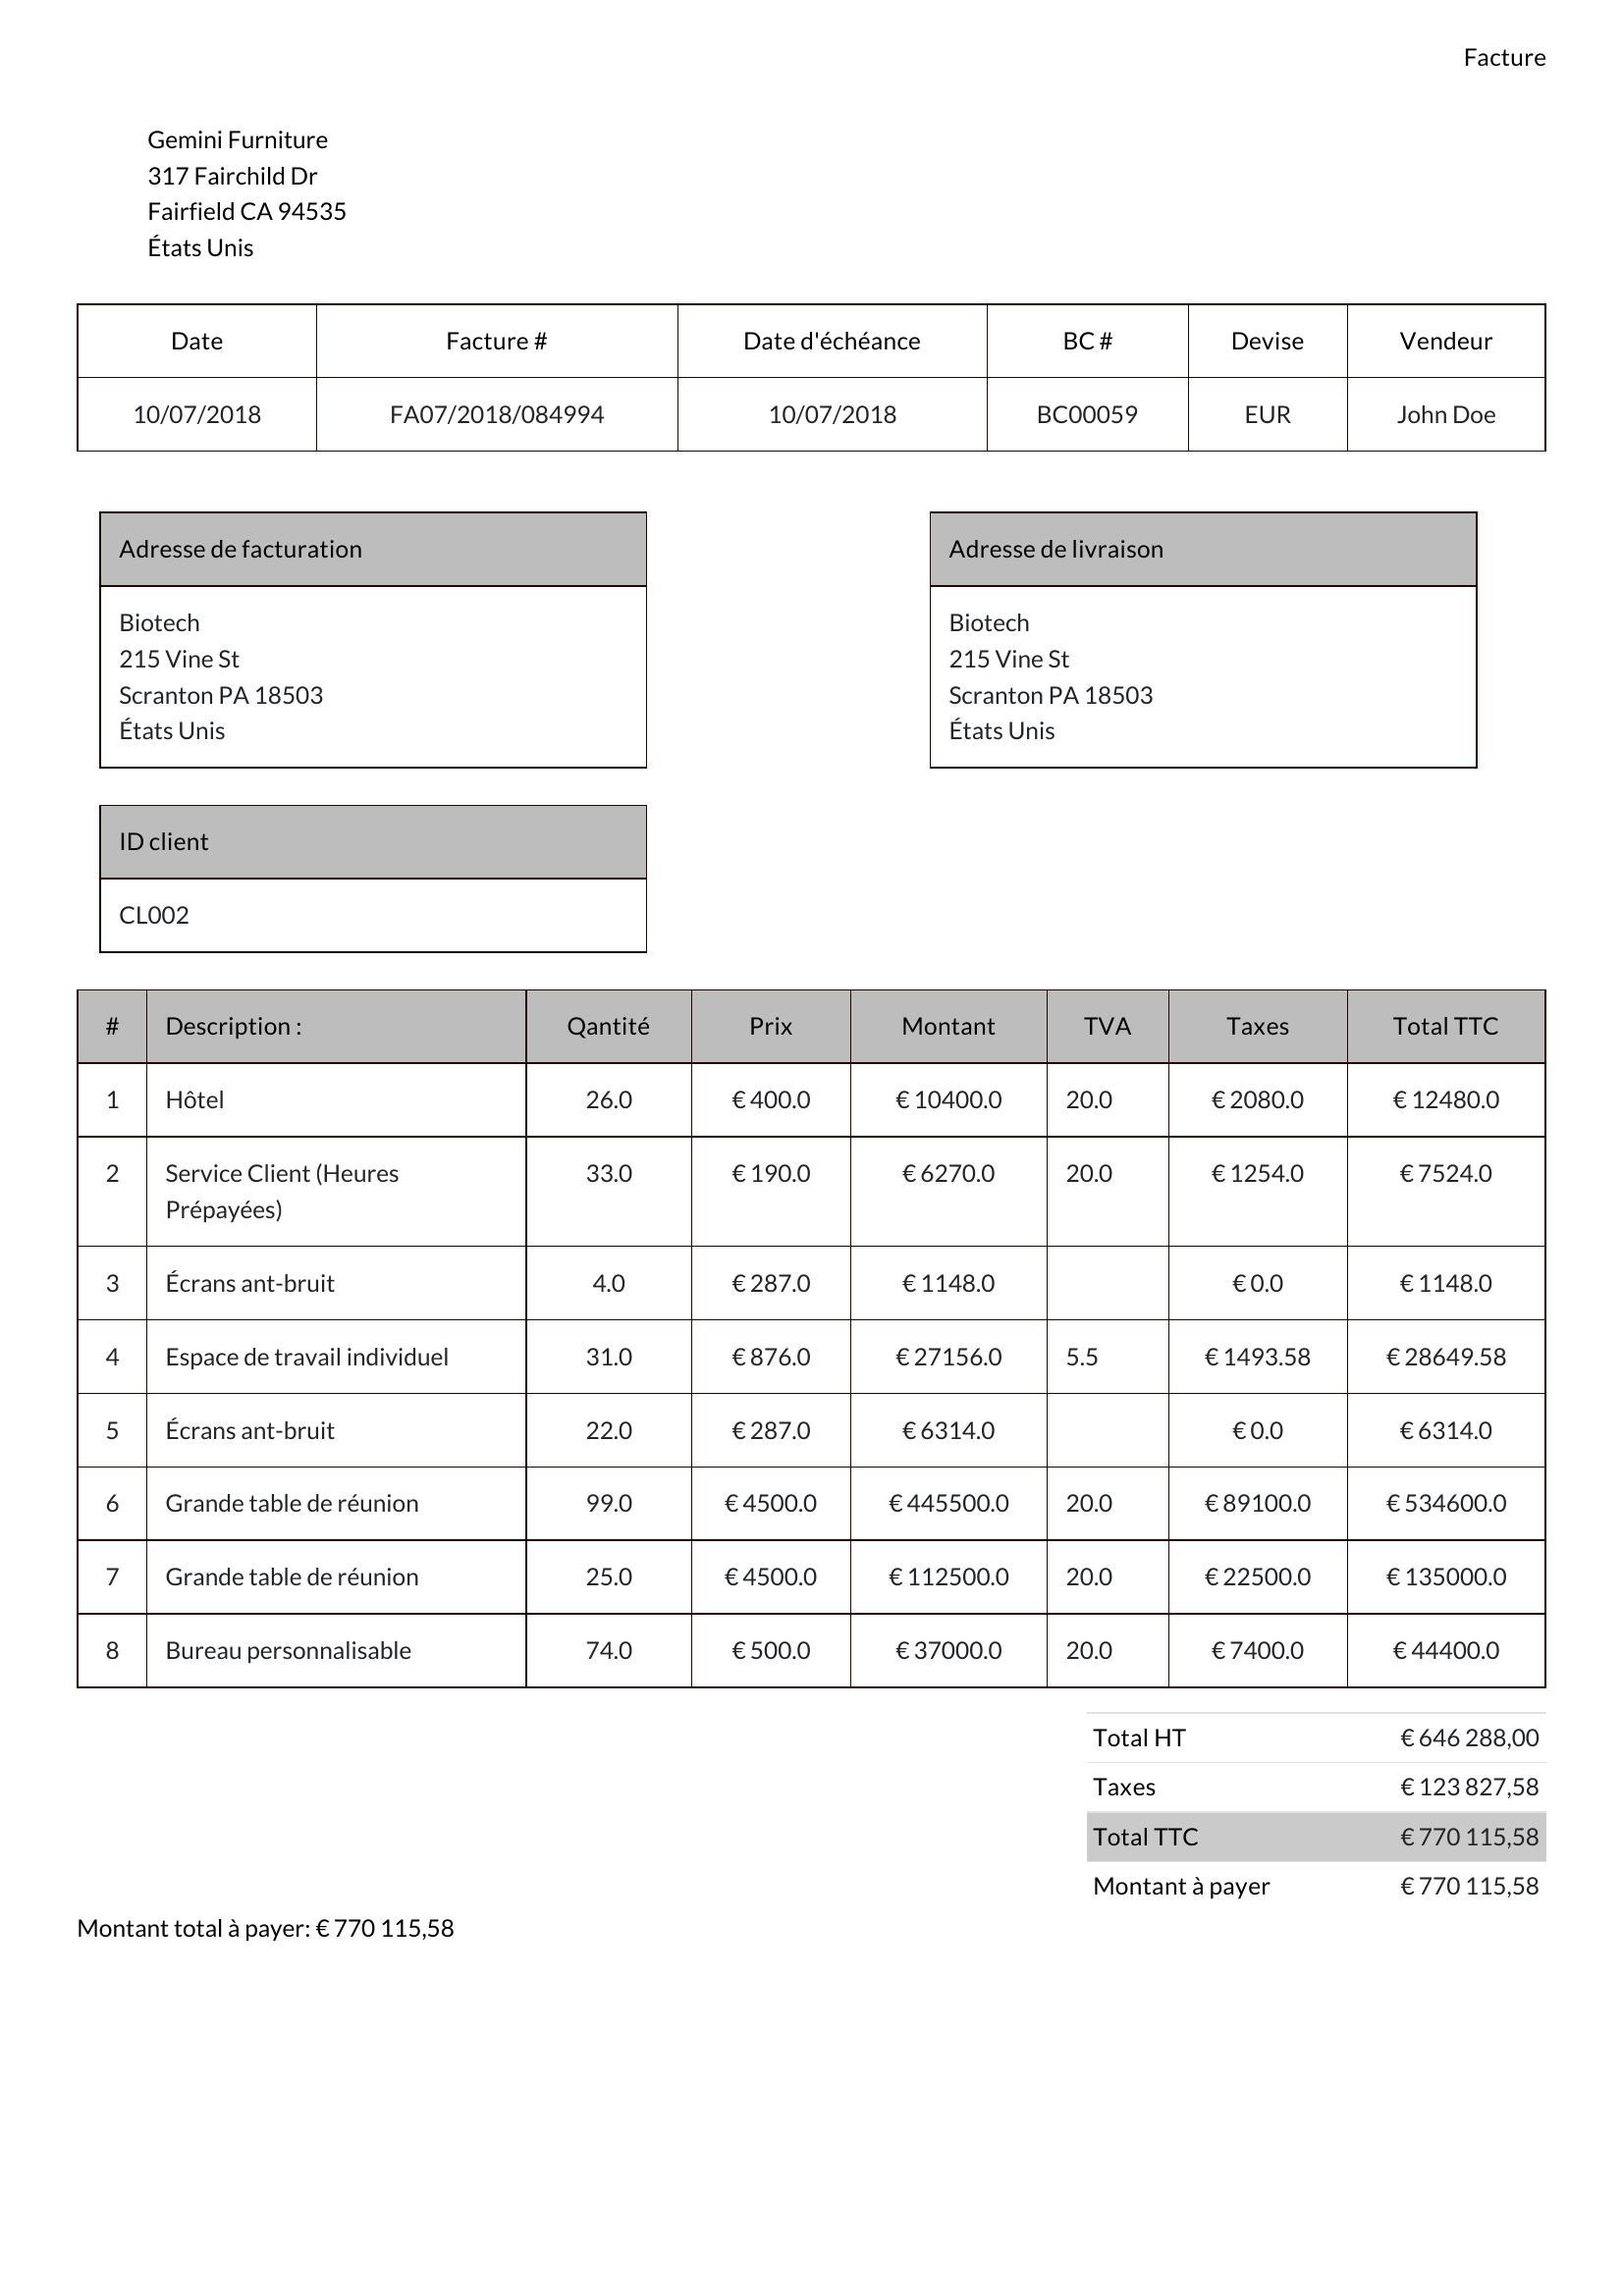 Facture
Gemini Furniture
317 Fairchild Dr
Fairfield CA 94535
États Unis
Date Facture # Date d'échéance BC # Devise Vendeur
10/07/2018 FA07/2018/084994 10/07/2018 BC00059 EUR John Doe
Adresse de facturation
Biotech
215 Vine St
Scranton PA 18503
États Unis
Adresse de livraison
Biotech
215 Vine St
Scranton PA 18503
États Unis
ID client
CL002
# Description : Qantité Prix Montant TVA Taxes Total TTC
1 Hôtel 26.0 € 400.0 € 10400.0 20.0 € 2080.0 € 12480.0
2 Service Client (Heures 33.0 € 190.0 € 6270.0 20.0 € 1254.0 € 7524.0
Prépayées)
3 Écrans ant-bruit 4.0 € 287.0 € 1148.0 € 0.0 € 1148.0
4 Espace de travail individuel 31.0 € 876.0 € 27156.0 5.5 € 1493.58 € 28649.58
5 Écrans ant-bruit 22.0 € 287.0 € 6314.0 € 0.0 € 6314.0
6 Grande table de réunion 99.0 € 4500.0 € 445500.0 20.0 € 89100.0 € 534600.0
7 Grande table de réunion 25.0 € 4500.0 € 112500.0 20.0 € 22500.0 € 135000.0
8 Bureau personnalisable 74.0 € 500.0 € 37000.0 20.0 € 7400.0 € 44400.0
Total HT € 646 288,00
Taxes € 123 827,58
Total TTC € 770 115,58
Montant à payer € 770 115,58
Montant total à payer: € 770 115,58